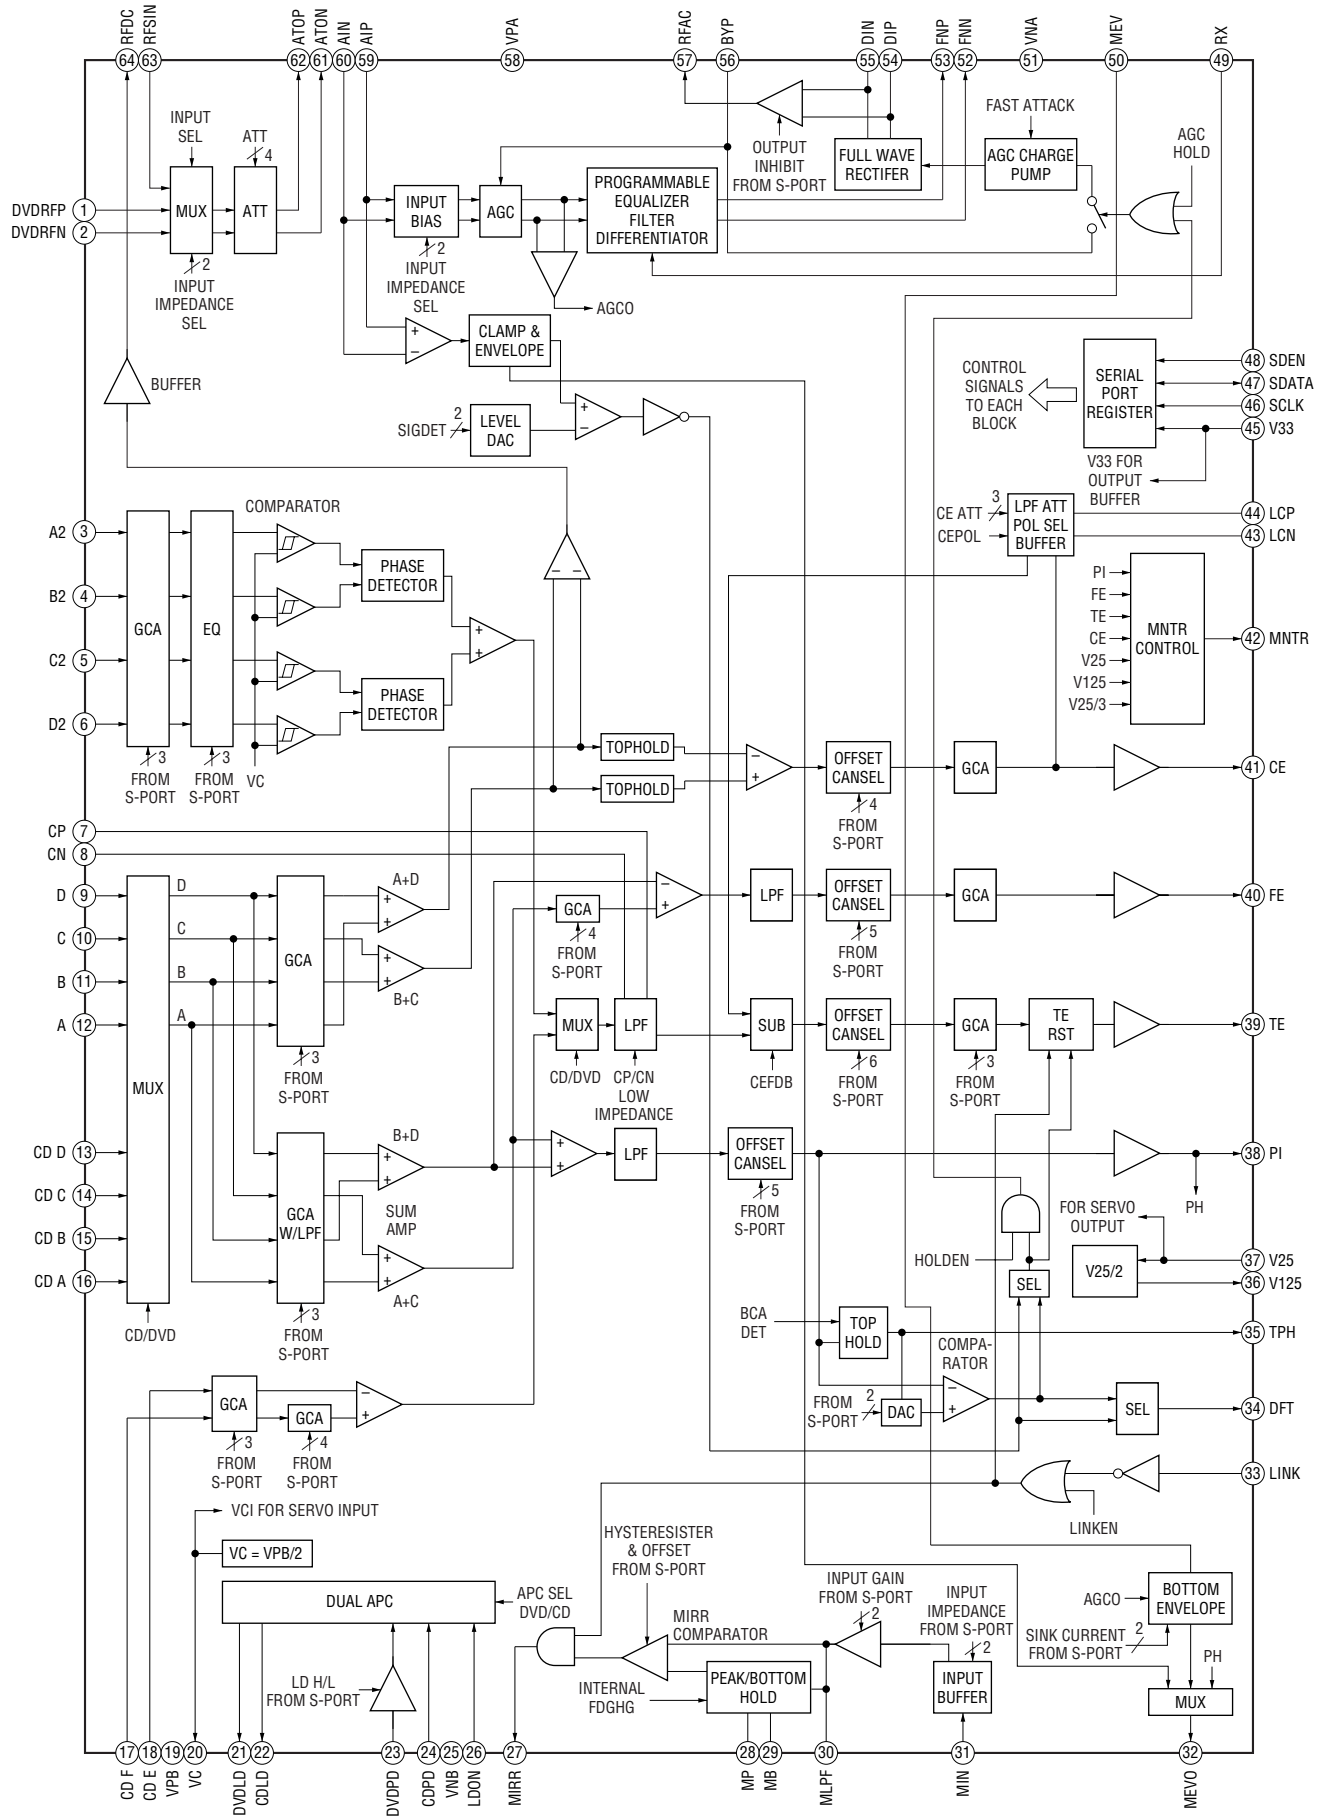 RFDC
RFSIN
ATOP
ATON
AIN
AIP
VPA
RFAC
BYP
DIN
DIP
FNP
FNN
VNA
MEV
RX
64
63
62
61
60
59
58
57
56
55
54
53
52
51
50
49
INPUT
SEL
ATT
4
MUX
ATT
DVDRFP
1
DVDRFN
2
2
INPUT
IMPEDANCE
SEL
INPUT
BIAS
AGC
2
INPUT
IMPEDANCE
SEL
PROGRAMMABLE
EQUALIZER
FILTER
DIFFERENTIATOR
OUTPUT
INHIBIT
FROM S-PORT
FULL WAVE
RECTIFER
FAST ATTACK
AGC CHARGE
PUMP
AGC
HOLD
AGCO
+
−
CLAMP &
ENVELOPE
BUFFER
2
SIGDET
LEVEL
DAC
+
−
CONTROL
SIGNALS
TO EACH
BLOCK
SERIAL
PORT
REGISTER
48
SDEN
47
SDATA
46
SCLK
45
V33
V33 FOR
OUTPUT
BUFFER
3
CE ATT
CEPOL
LPF ATT
POL SEL
BUFFER
44
LCP
43
LCN
COMPARATOR
A2
3
B2
4
C2
5
D2
6
GCA
EQ
PHASE
DETECTOR
PHASE
DETECTOR
+
+
−
−
3
FROM
S-PORT
3
FROM
S-PORT
VC
PI
FE
TE
CE
V25
V125
V25/3
MNTR
CONTROL
42
MNTR
TOPHOLD
TOPHOLD
−
+
OFFSET
CANSEL
4
FROM
S-PORT
GCA
41
CE
CP
7
CN
8
D
9
C
10
B
11
A
12
MUX
D
C
B
A
GCA
3
FROM
S-PORT
A+D
+
+
+
+
B+C
GCA
4
FROM
S-PORT
−
+
LPF
OFFSET
CANSEL
5
FROM
S-PORT
GCA
40
FE
MUX
CD/DVD
LPF
CP/CN
LOW
IMPEDANCE
SUB
CEFDB
OFFSET
CANSEL
6
FROM
S-PORT
GCA
3
FROM
S-PORT
TE
RST
39
TE
CD D
13
CD C
14
CD B
15
CD A
16
CD/DVD
GCA
W/LPF
3
FROM
S-PORT
B+D
+
+
SUM
AMP
+
+
A+C
+
+
LPF
OFFSET
CANSEL
5
FROM
S-PORT
38
PI
PH
FOR SERVO
OUTPUT
HOLDEN
SEL
V25/2
37
V25
36
V125
BCA
DET
TOP
HOLD
COMPA-
RATOR
35
TPH
2
FROM
S-PORT
DAC
−
+
SEL
34
DFT
GCA
3
FROM
S-PORT
GCA
4
FROM
S-PORT
−
+
33
LINK
LINKEN
VCI FOR SERVO INPUT
VC = VPB/2
DUAL APC
APC SEL
DVD/CD
LD H/L
FROM S-PORT
HYSTERESISTER
& OFFSET
FROM S-PORT
MIRR
COMPARATOR
INTERNAL
FDGHG
PEAK/BOTTOM
HOLD
INPUT GAIN
FROM S-PORT
2
INPUT
IMPEDANCE
FROM S-PORT
2
INPUT
BUFFER
AGCO
BOTTOM
ENVELOPE
SINK CURRENT
FROM S-PORT
2
PH
MUX
17
18
19
20
21
22
23
24
25
26
27
28
29
30
31
32
CD F
CD E
VPB
VC
DVDLD
CDLD
DVDPD
CDPD
VNB
LDON
MIRR
MP
MB
MLPF
MIN
MEVO